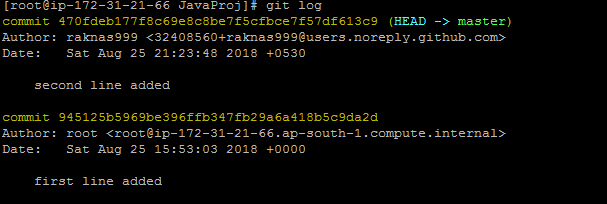 [root@ip-172-31-21-66 JavaProj]# git log
commit 470fdeb177f8c69e8c8be7f5cfbce7f57df613c9 (HEAD -> master)
Author: raknas999 <32408560+raknas999@users.noreply.github.com>
Date:   Sat Aug 25 21:23:48 2018 +0530
    second line added
commit 945125b5969be396ffb347fb29a6a418b5c9da2d
Author: root <root@ip-172-31-21-66.ap-south-1.compute.internal>
Date:   Sat Aug 25 15:53:03 2018 +0000
    first line added